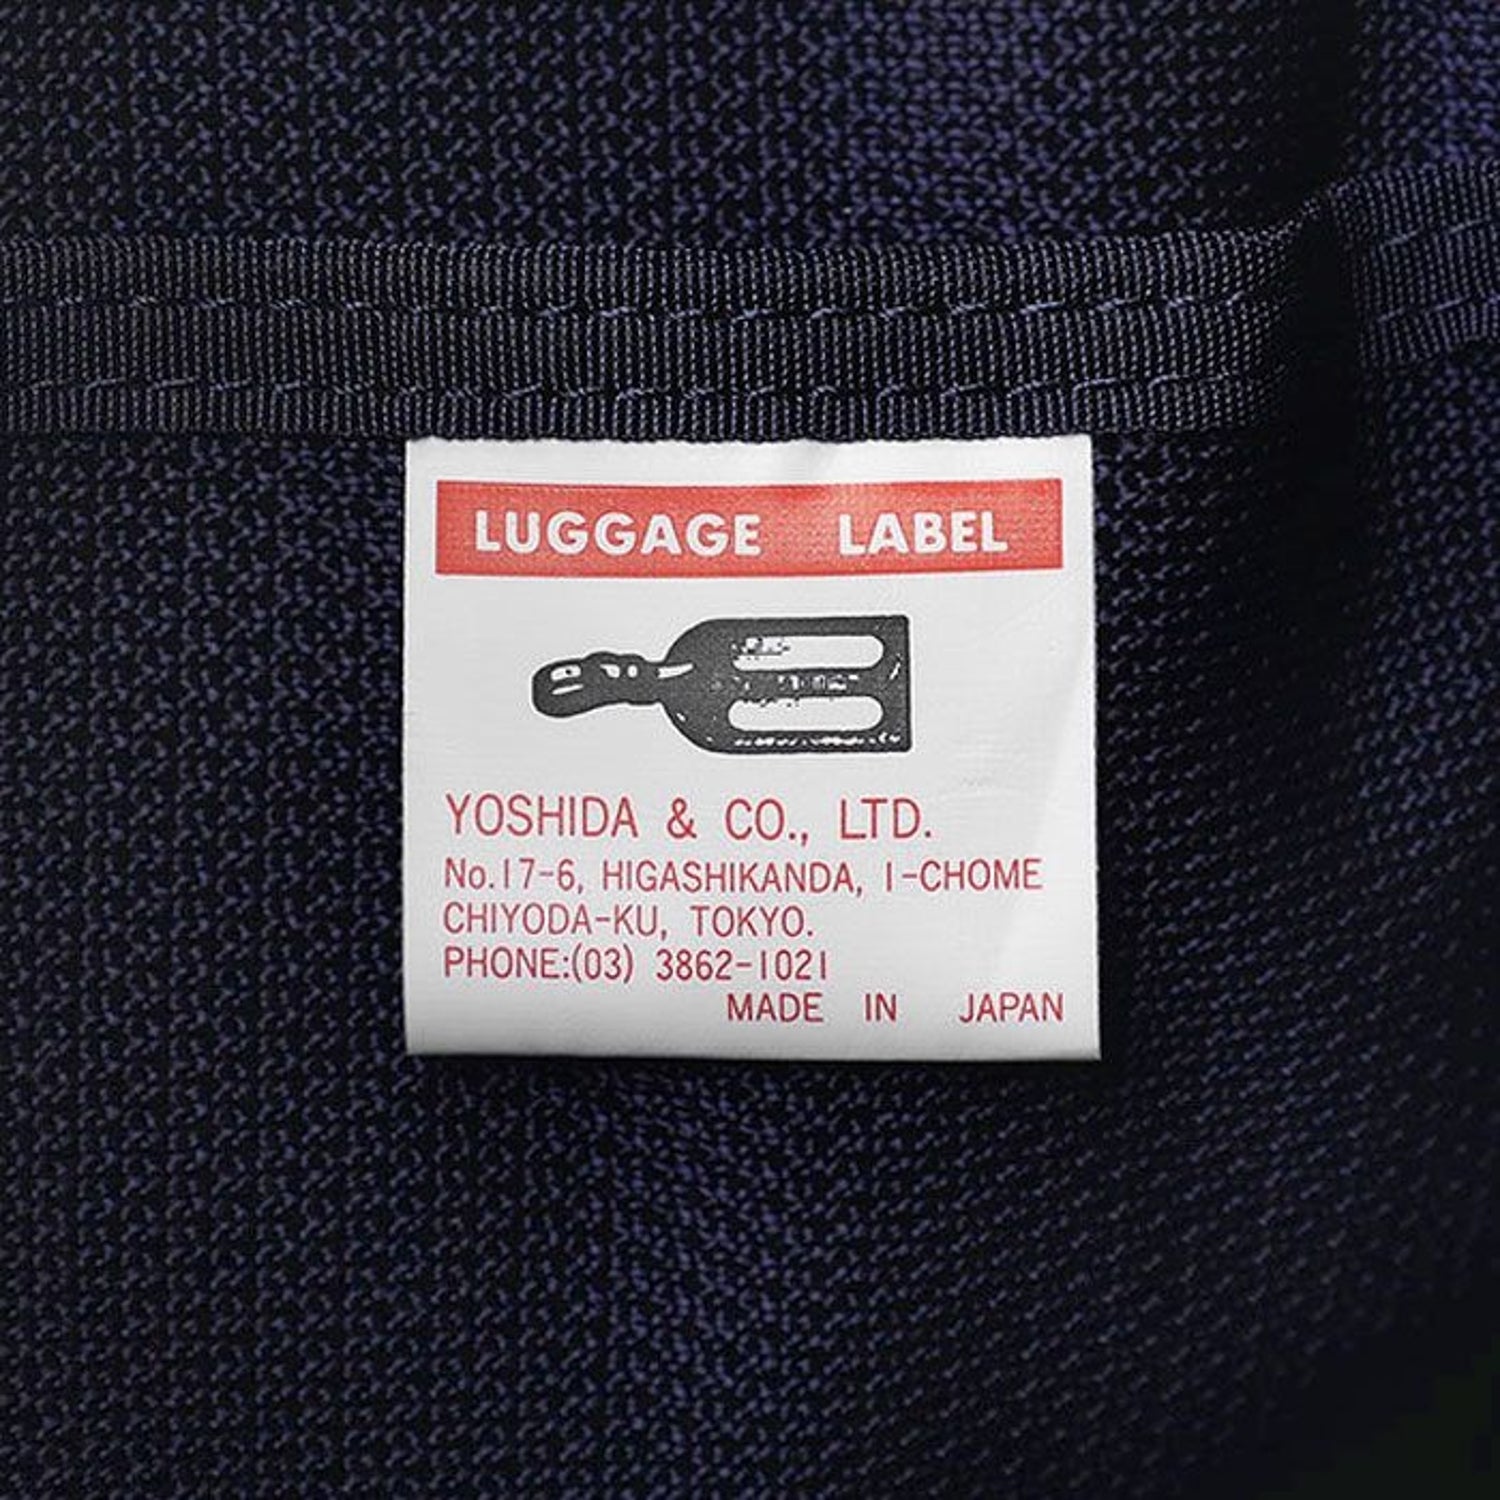 LUGGAGE LABEL
YOSHIDA & CO., LTD.
No.17-6, HIGASHIKANDA, 1-CHOME
CHIYODA-KU, TOKYO.
PHONE:(03) 3862-1021
MADE IN JAPAN